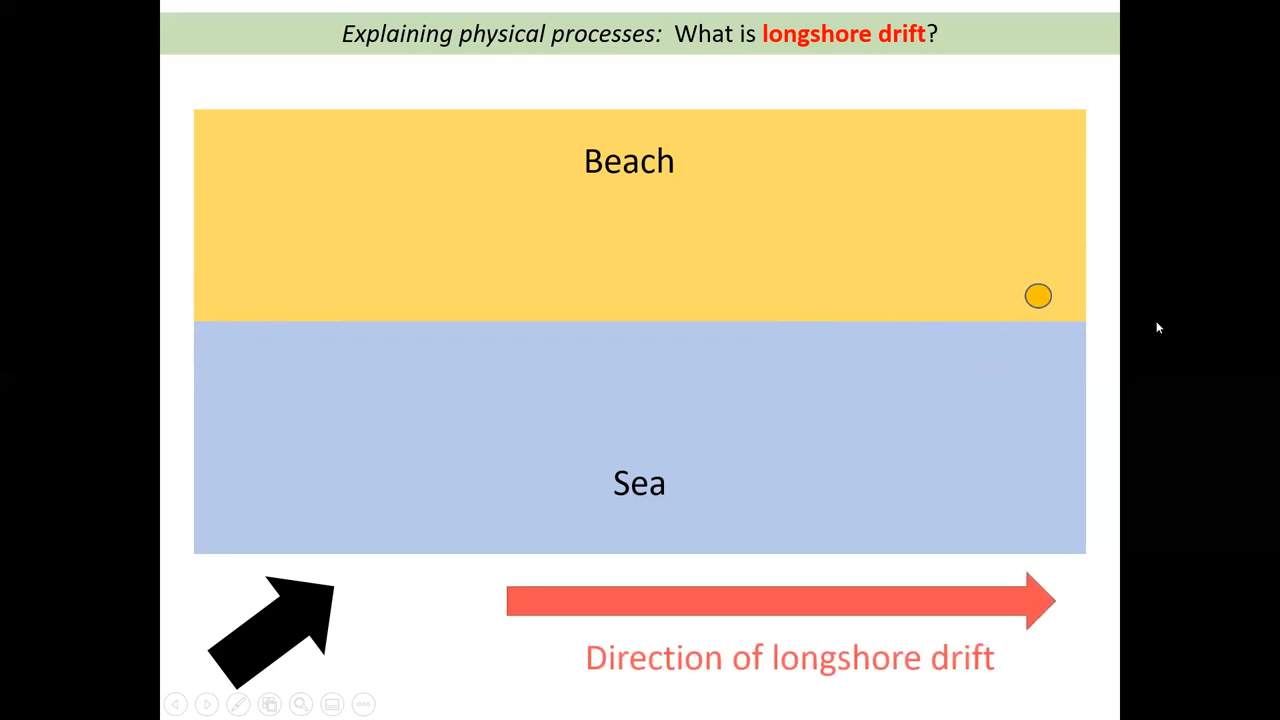 Explaining physical processes: What is longshore drift?
Beach
Sea
Direction of longshore drift